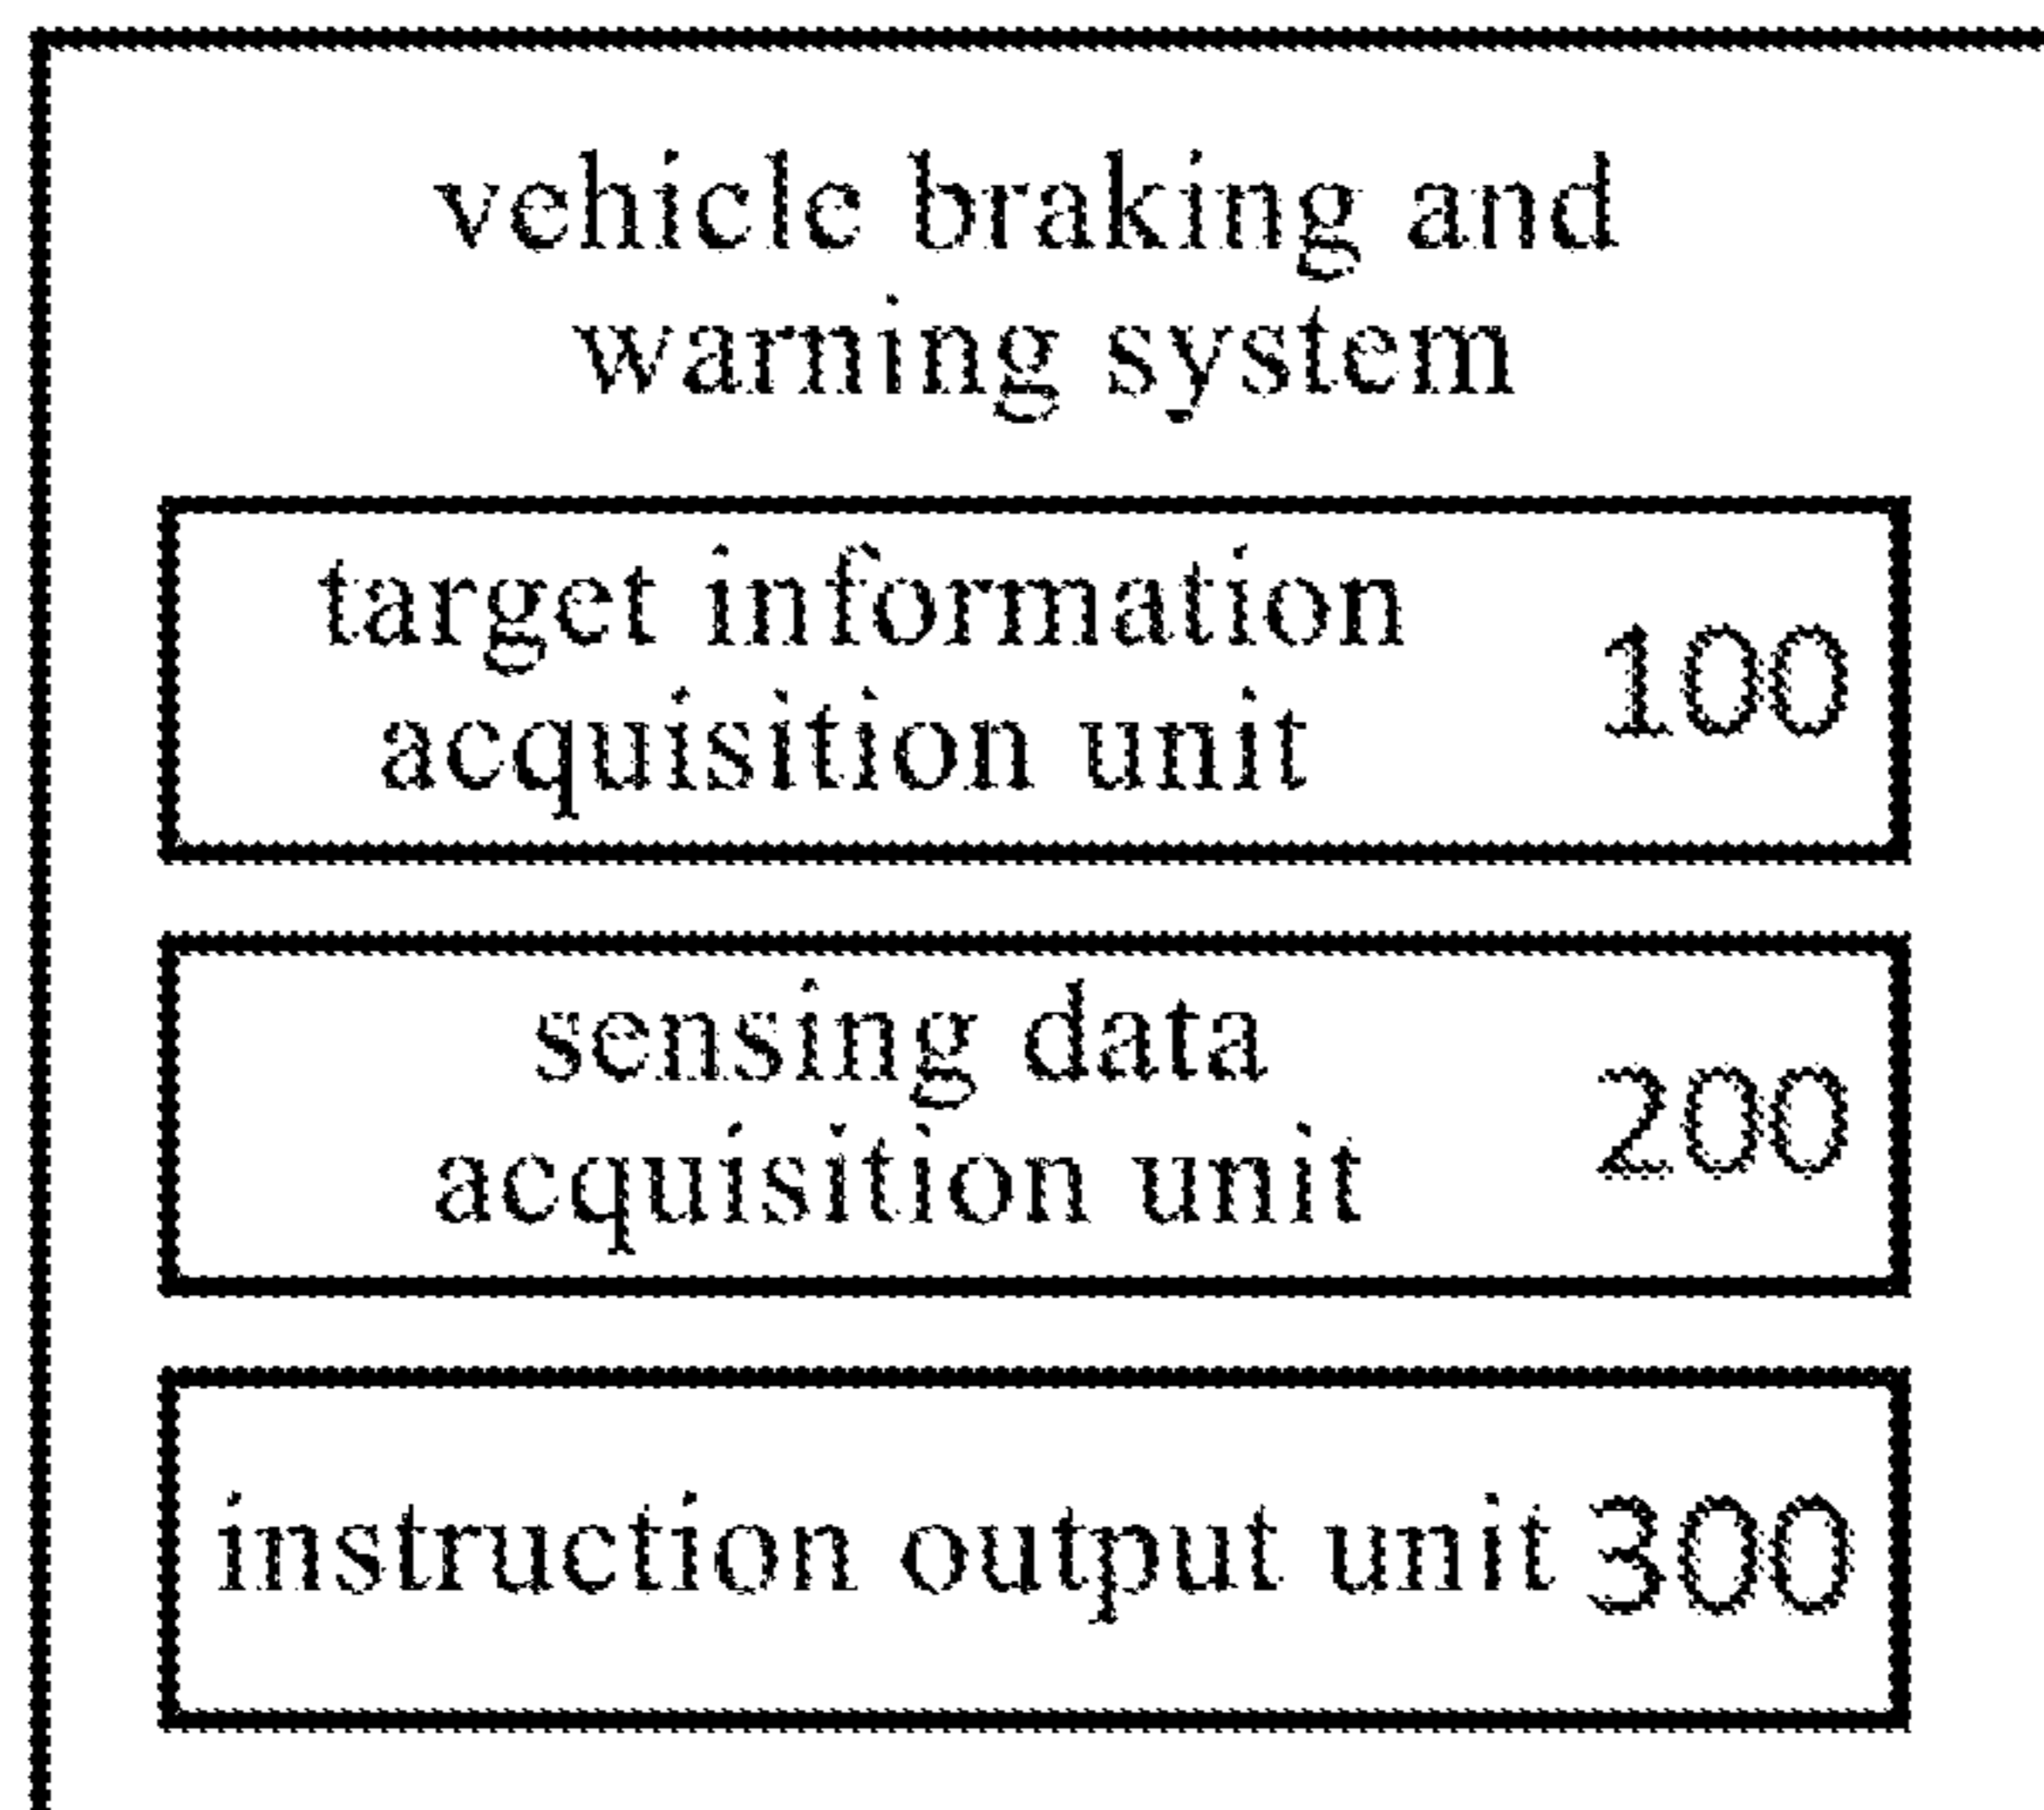 vehicle braking and
warning system
target information
acquisition unit
100
sensing data
acquisition unit
200
instruction output unit 300